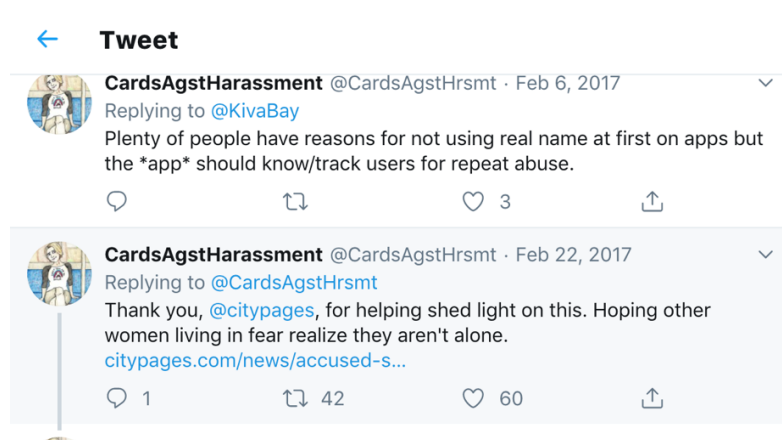 Tweet
CardsAgstHarassment @CardsAgstHrsmt · Feb 6, 2017
Replying to @KivaBay
Plenty of people have reasons for not using real name at first on apps but
the *app* should know/track users for repeat abuse.
3
CardsAgstHarassment @CardsAgstHrsmt · Feb 22, 2017
Replying to @CardsAgstHrsmt
Thank you, @citypages, for helping shed light on this. Hoping other
women living in fear realize they aren't alone.
citypages.com/news/accused-s...
1 42 60